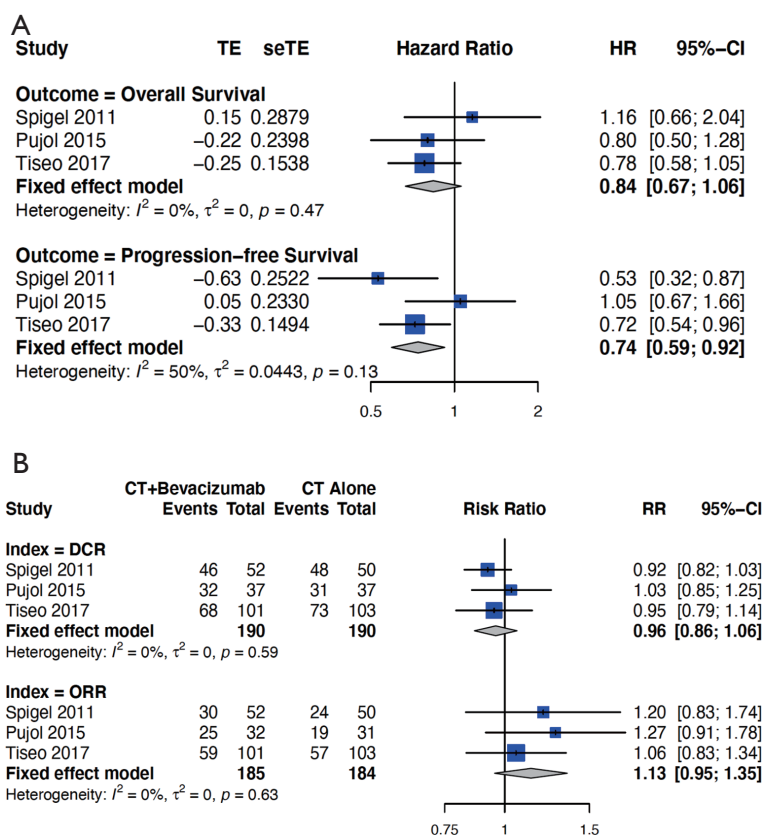 A
Study TE seTE Hazard Ratio HR 95%−CI
Outcome = Overall Survival
Spigel 2011 0.15 0.2879 1.16 [0.66; 2.04]
Pujol 2015 −0.22 0.2398 0.80 [0.50; 1.28]
Tiseo 2017 −0.25 0.1538 0.78 [0.58; 1.05]
Fixed effect model 0.84 [0.67; 1.06]
Heterogeneity: I² = 0%, τ² = 0, p = 0.47
Outcome = Progression−free Survival
Spigel 2011 −0.63 0.2522 0.53 [0.32; 0.87]
Pujol 2015 0.05 0.2330 1.05 [0.67; 1.66]
Tiseo 2017 −0.33 0.1494 0.72 [0.54; 0.96]
Fixed effect model 0.74 [0.59; 0.92]
Heterogeneity: I² = 50%, τ² = 0.0443, p = 0.13
0.5 1 2
B
CT+Bevacizumab CT Alone
Study Events Total Events Total Risk Ratio RR 95%−CI
Index = DCR
Spigel 2011 46 52 48 50 0.92 [0.82; 1.03]
Pujol 2015 32 37 31 37 1.03 [0.85; 1.25]
Tiseo 2017 68 101 73 103 0.95 [0.79; 1.14]
Fixed effect model 190 190 0.96 [0.86; 1.06]
Heterogeneity: I² = 0%, τ² = 0, p = 0.59
Index = ORR
Spigel 2011 30 52 24 50 1.20 [0.83; 1.74]
Pujol 2015 25 32 19 31 1.27 [0.91; 1.78]
Tiseo 2017 59 101 57 103 1.06 [0.83; 1.34]
Fixed effect model 185 184 1.13 [0.95; 1.35]
Heterogeneity: I² = 0%, τ² = 0, p = 0.63
0.75 1 1.5